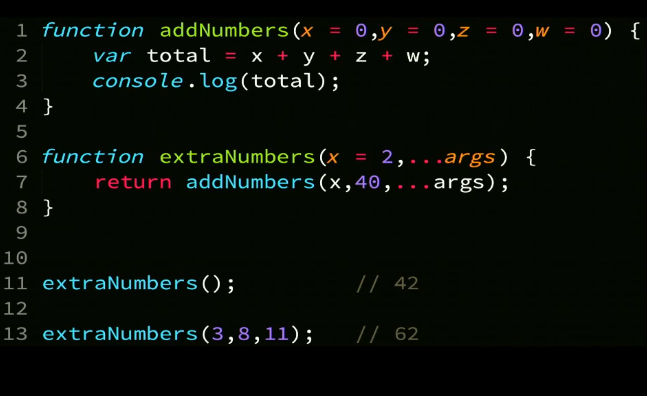 1 function addNumbers(x = 0,y = 0,z = 0,w = 0) {
2     var total = x + y + z + w;
3     console.log(total);
4 }
5
6 function extraNumbers(x = 2,...args) {
7     return addNumbers(x,40,...args);
8 }
9
10
11 extraNumbers();         // 42
12
13 extraNumbers(3,8,11);   // 62